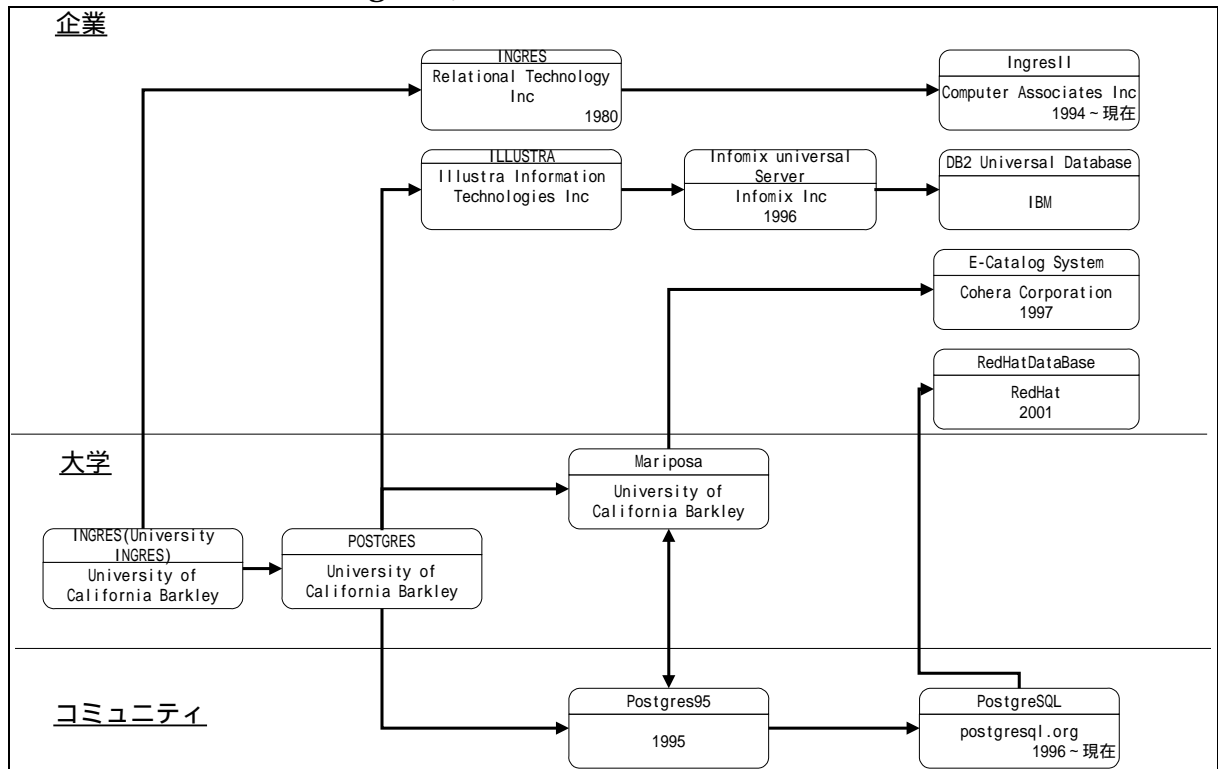 企業
INGRES
Relational Technology
Inc
1980
IngresII
Computer Associates Inc
1994~現在
ILLUSTRA
Illustra Information
Technologies Inc
Infomix universal
Server
Infomix Inc
1996
DB2 Universal Database
IBM
E-Catalog System
Cohera Corporation
1997
RedHatDataBase
RedHat
2001
大学
Mariposa
University of
California Barkley
INGRES(University
INGRES)
University of
California Barkley
POSTGRES
University of
California Barkley
コミュニティ
Postgres95
1995
PostgreSQL
postgresql.org
1996~現在